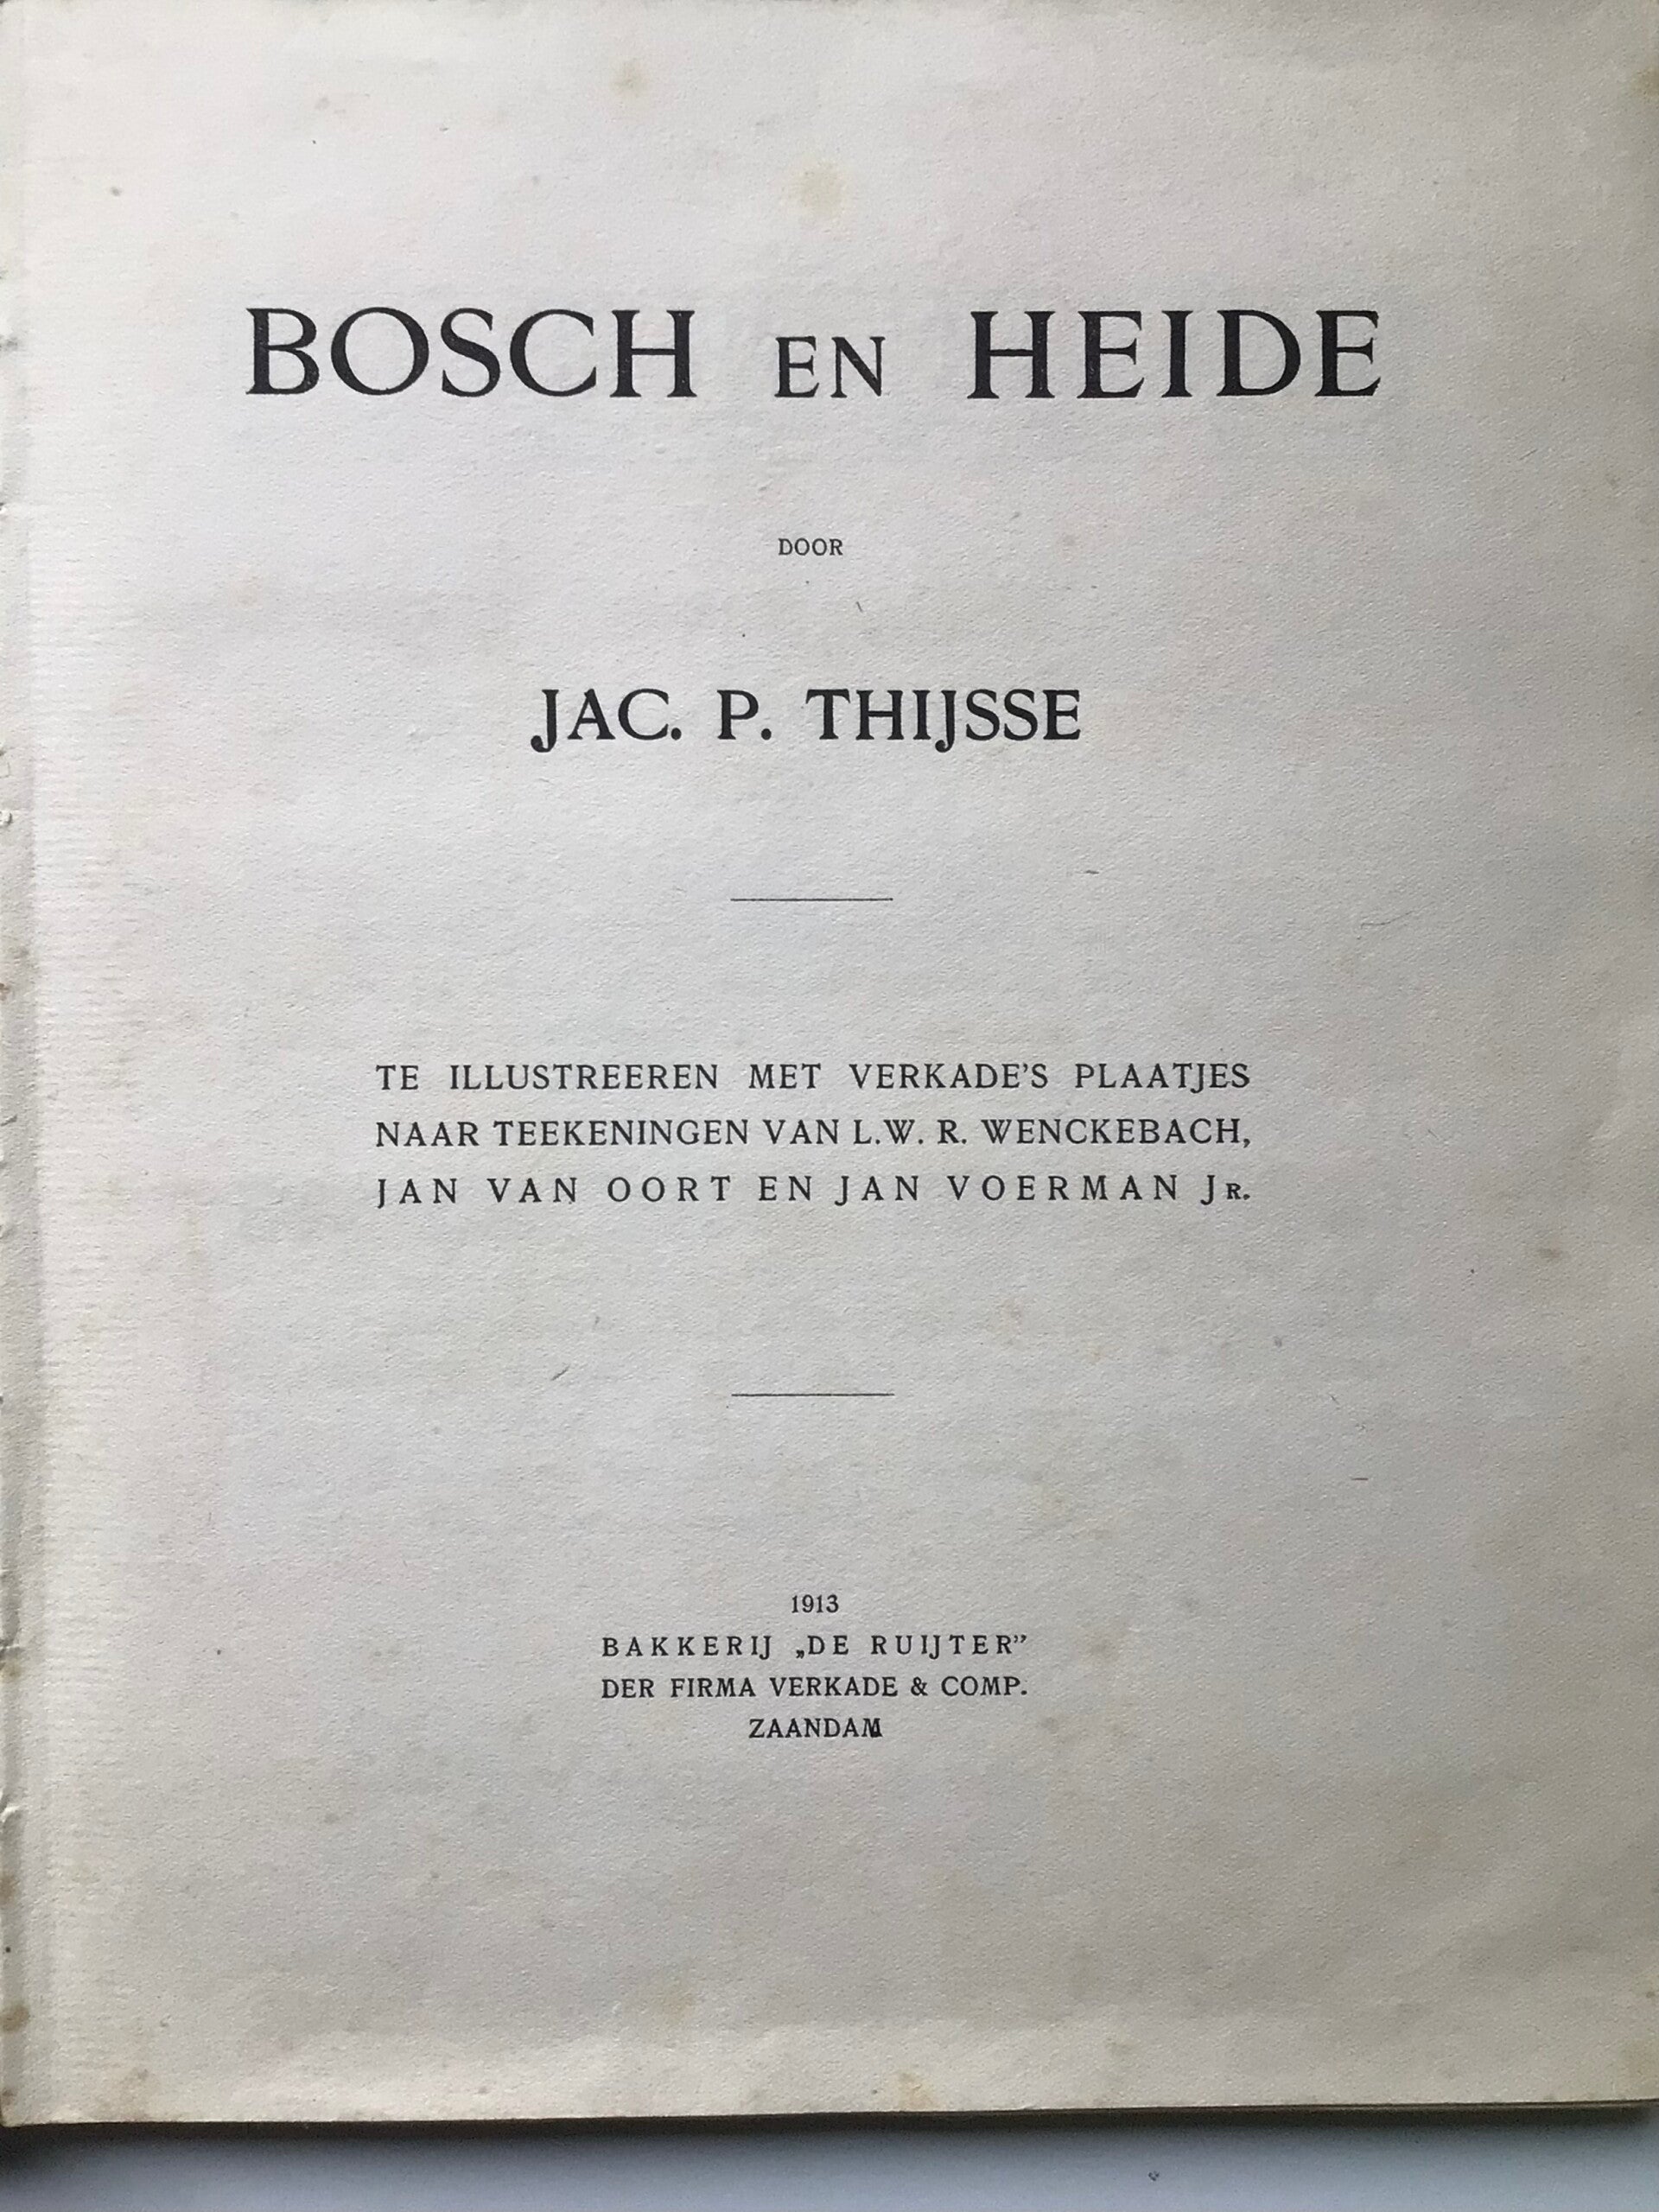 BOSCH EN HEIDE
DOOR
JAC. P. THIJSSE
TE ILLUSTREEREN MET VERKADE'S PLAATJES
NAAR TEEKENINGEN VAN L.W. R. WENCKEBACH,
JAN VAN OORT EN JAN VOERMAN JR.
1913
BAKKERIJ „DE RUIJTER”
DER FIRMA VERKADE & COMP.
ZAANDAM